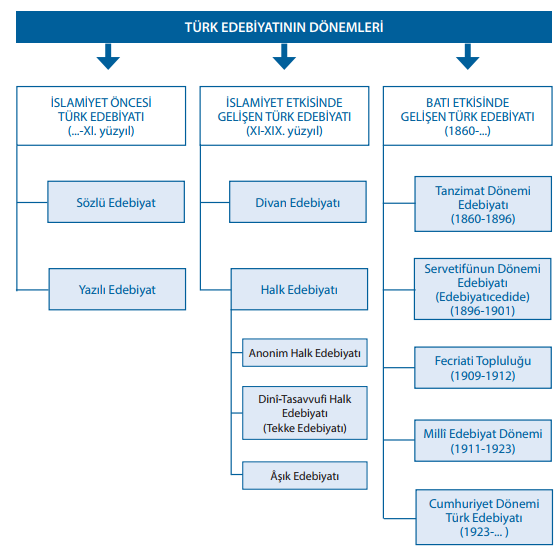 TÜRK EDEBİYATININ DÖNEMLERİ
İSLAMİYET ÖNCESİ
TÜRK EDEBİYATI
(...-XI. yüzyıl)
Sözlü Edebiyat
Yazılı Edebiyat
İSLAMİYET ETKİSİNDE
GELİŞEN TÜRK EDEBİYATI
(XI-XIX. yüzyıl)
Divan Edebiyatı
Halk Edebiyatı
Anonim Halk Edebiyatı
Dinî-Tasavvufi Halk
Edebiyatı
(Tekke Edebiyatı)
Âşık Edebiyatı
BATI ETKİSİNDE
GELİŞEN TÜRK EDEBİYATI
(1860-...)
Tanzimat Dönemi
Edebiyatı
(1860-1896)
Servetifünun Dönemi
Edebiyatı
(Edebiyatıcedide)
(1896-1901)
Fecriati Topluluğu
(1909-1912)
Millî Edebiyat Dönemi
(1911-1923)
Cumhuriyet Dönemi
Türk Edebiyatı
(1923-... )